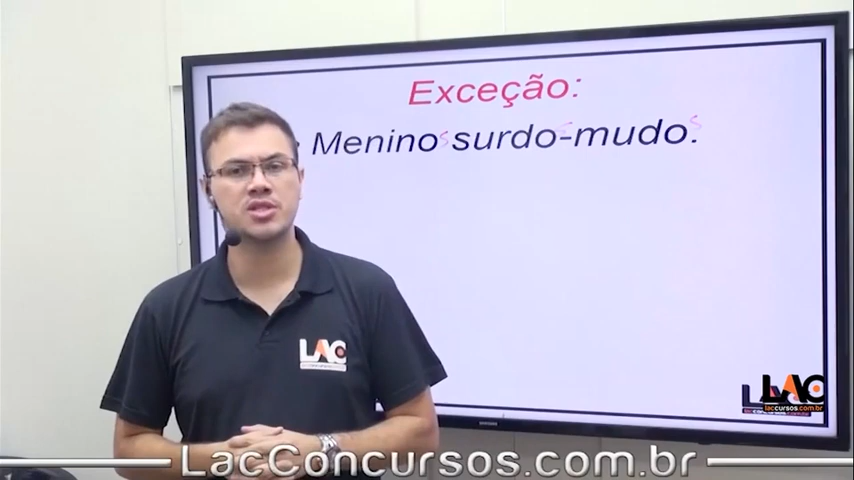 Exceção:
Meninos surdos-mudos.
LAC
LAC
laccursos.com.br
LacConcursos.com.br